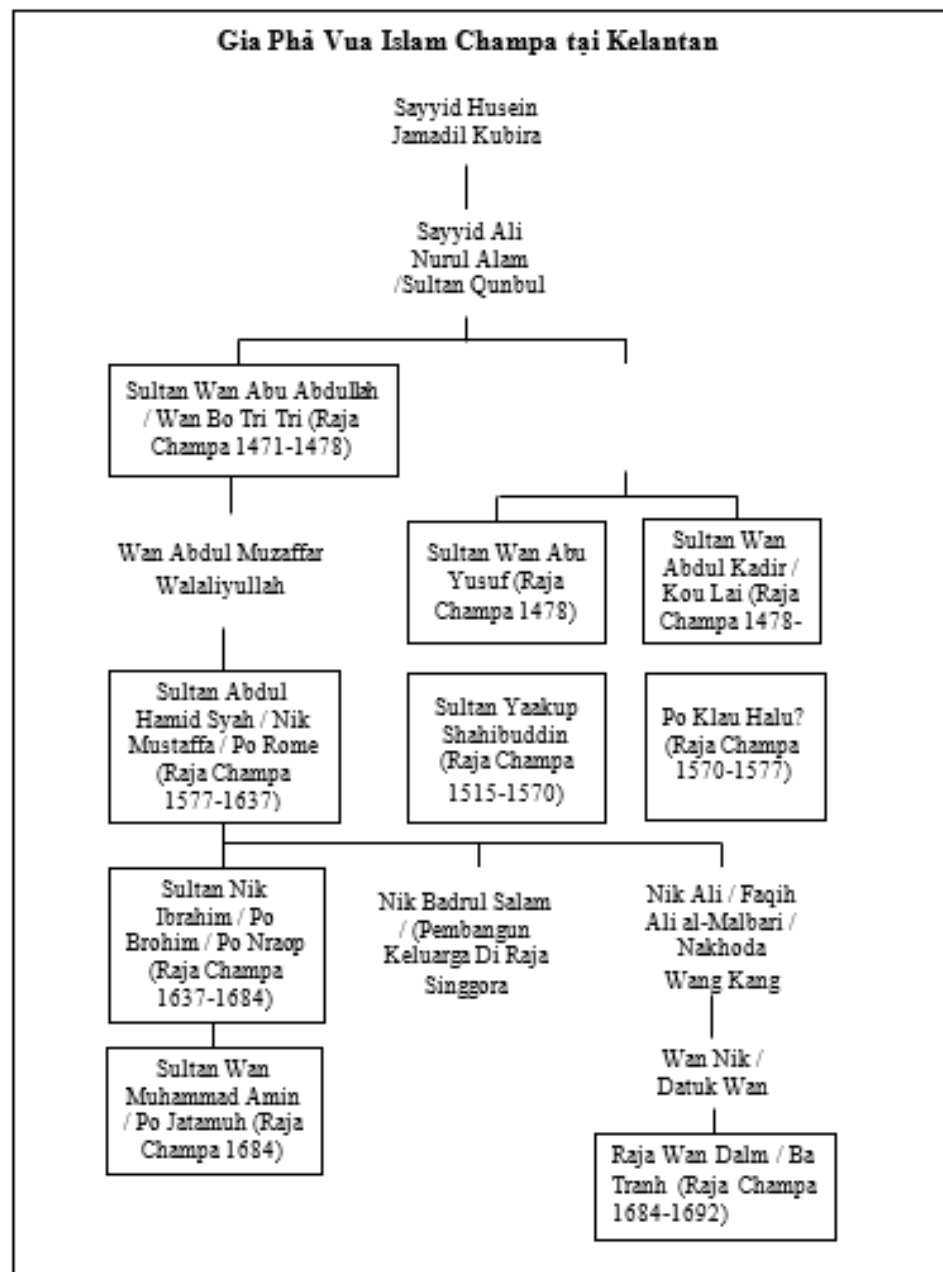 Gia Phả Vua Islam Champa tại Kelantan
Sayyid Husein
Jamadil Kubira
Sayyid Ali
Nurul Alam
/Sultan Qunbul
Sultan Wan Abu Abdullah
/ Wan Bo Tri Tri (Raja
Champa 1471-1478)
Wan Abdul Muzaffar
Walaliyullah
Sultan Wan Abu
Yusuf (Raja
Champa 1478)
Sultan Wan
Abdul Kadir /
Kou Lai (Raja
Champa 1478-
Sultan Abdul
Hamid Syah / Nik
Mustaffa / Po Rome
(Raja Champa
1577-1637)
Sultan Yaakup
Shahibuddin
(Raja Champa
1515-1570)
Po Klau Halu?
(Raja Champa
1570-1577)
Sultan Nik
Ibrahim / Po
Brohim / Po Nraop
(Raja Champa
1637-1684)
Nik Badrul Salam
/ (Pembangun
Keluarga Di Raja
Singgora
Nik Ali / Faqih
Ali al-Malbari /
Nakhoda
Wang Kang
Sultan Wan
Muhammad Amin
/ Po Jatamuh (Raja
Champa 1684)
Wan Nik /
Datuk Wan
Raja Wan Dalm / Ba
Tranh (Raja Champa
1684-1692)